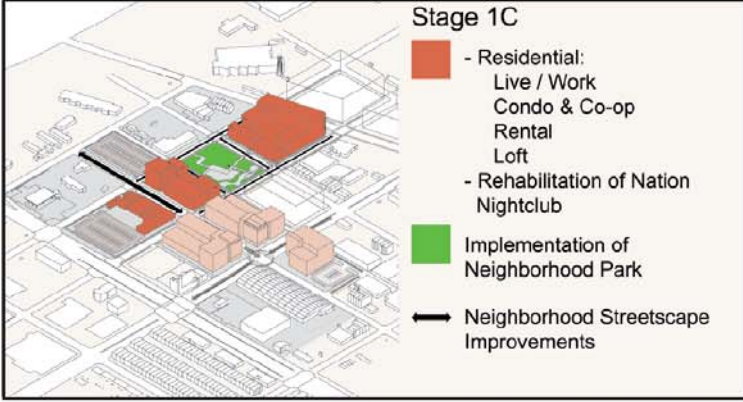 Stage 1C
- Residential:
Live / Work
Condo & Co-op
Rental
Loft
- Rehabilitation of Nation
Nightclub
Implementation of
Neighborhood Park
Neighborhood Streetscape
Improvements